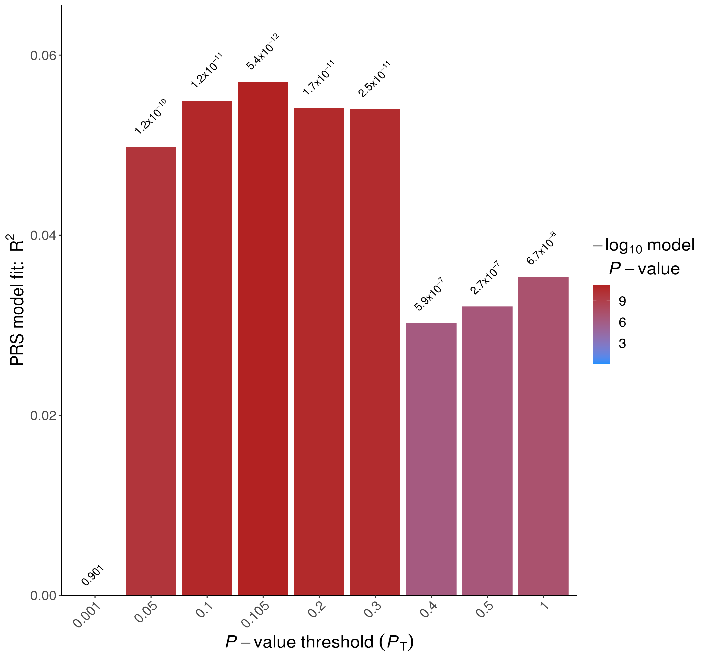 PRS model fit: R²
0.06
0.04
0.02
0.00
0.901
1.2x10⁻¹⁰
1.2x10⁻¹¹
5.4x10⁻¹²
1.7x10⁻¹¹
2.5x10⁻¹¹
5.9x10⁻⁷
2.7x10⁻⁷
6.7x10⁻⁸
0.001
0.05
0.1
0.105
0.2
0.3
0.4
0.5
1
P – value threshold (P_T)
– log₁₀ model
P – value
9
6
3